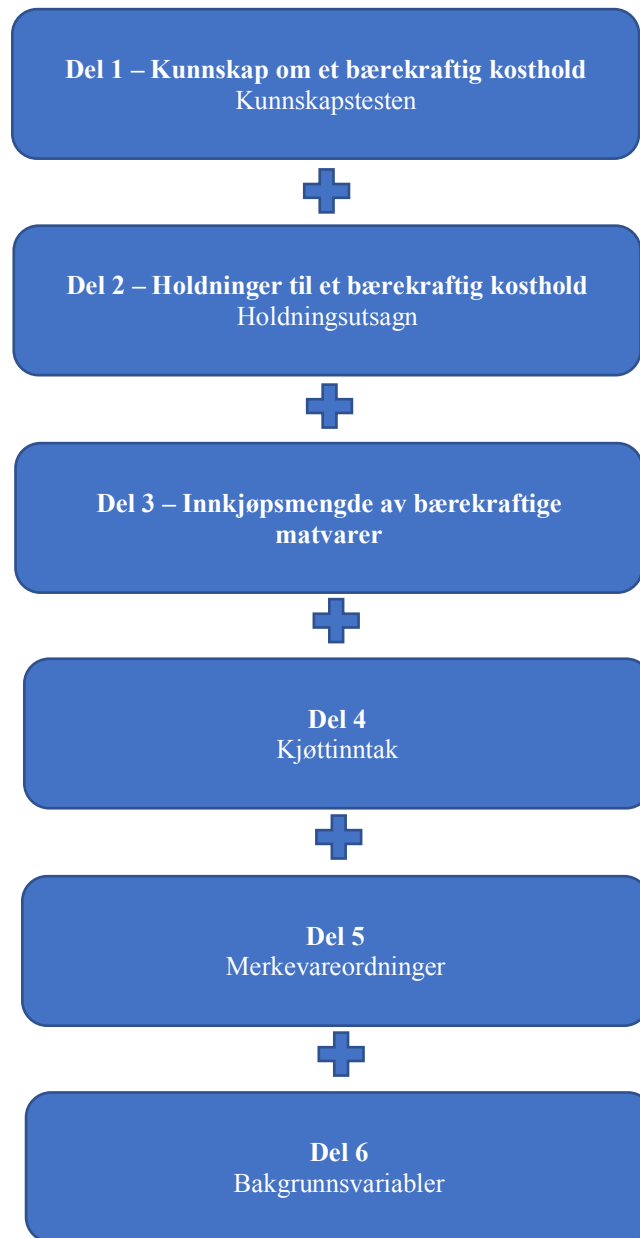 Del 1 – Kunnskap om et bærekraftig kosthold
Kunnskapstesten
Del 2 – Holdninger til et bærekraftig kosthold
Holdningsutsagn
Del 3 – Innkjøpsmengde av bærekraftige
matvarer
Del 4
Kjøttinntak
Del 5
Merkevareordninger
Del 6
Bakgrunnsvariabler